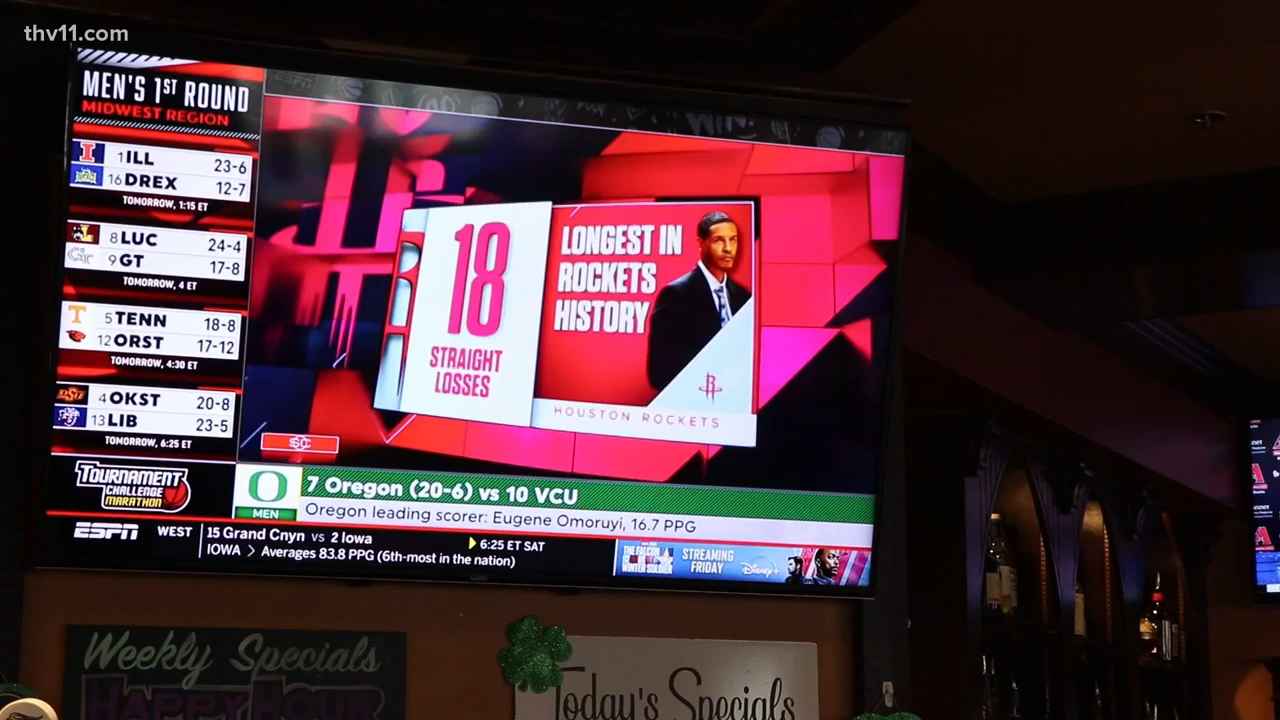 thv11.com
MEN'S 1ST ROUND
MIDWEST REGION
1 ILL 23-6
16 DREX 12-7
TOMORROW, 1:15 ET
8 LUC 24-4
9 GT 17-8
TOMORROW, 4 ET
5 TENN 18-8
12 ORST 17-12
TOMORROW, 4:30 ET
4 OKST 20-8
13 LIB 23-5
TOMORROW, 6:25 ET
TOURNAMENT
CHALLENGE
MARATHON
ESPN
WIN.
18
STRAIGHT
LOSSES
LONGEST IN
ROCKETS
HISTORY
R
HOUSTON ROCKETS
SC
O
MEN
7 Oregon (20-6) vs 10 VCU
Oregon leading scorer: Eugene Omoruyi, 16.7 PPG
ESPN
WEST
15 Grand Cnyn vs 2 Iowa
6:25 ET SAT
IOWA > Averages 83.8 PPG (6th-most in the nation)
THE FALCON
WINTER SOLDIER
STREAMING
FRIDAY
Disney+
Weekly Specials
HAPPY HOUR
Today's Specials